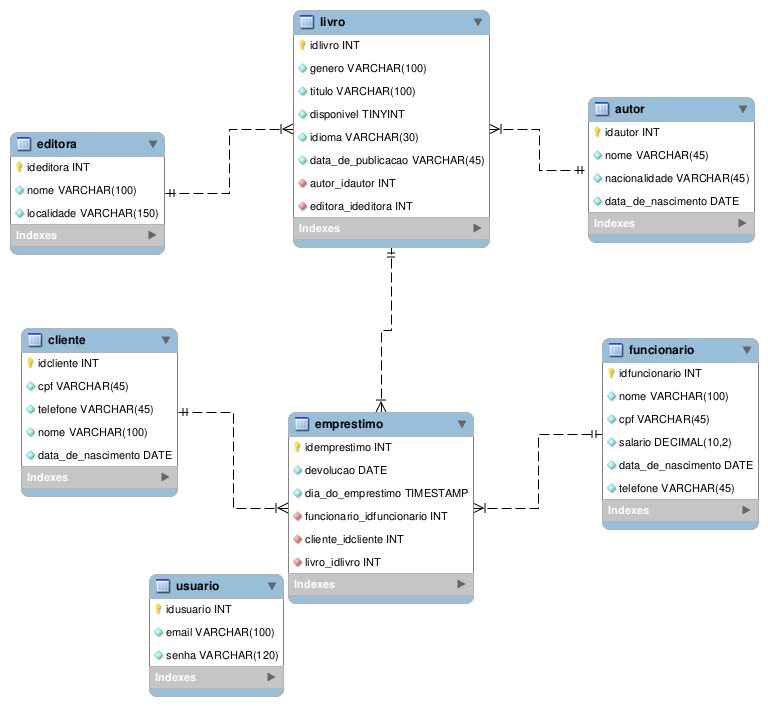 livro
idlivro INT
genero VARCHAR(100)
titulo VARCHAR(100)
disponivel TINYINT
idioma VARCHAR(30)
data_de_publicacao VARCHAR(45)
autor_idautor INT
editora_ideditora INT
Indexes
autor
idautor INT
nome VARCHAR(45)
nacionalidade VARCHAR(45)
data_de_nascimento DATE
Indexes
editora
ideditora INT
nome VARCHAR(100)
localidade VARCHAR(150)
Indexes
cliente
idcliente INT
cpf VARCHAR(45)
telefone VARCHAR(45)
nome VARCHAR(100)
data_de_nascimento DATE
Indexes
funcionario
idfuncionario INT
nome VARCHAR(100)
cpf VARCHAR(45)
salario DECIMAL(10,2)
data_de_nascimento DATE
telefone VARCHAR(45)
Indexes
emprestimo
idemprestimo INT
devolucao DATE
dia_do_emprestimo TIMESTAMP
funcionario_idfuncionario INT
cliente_idcliente INT
livro_idlivro INT
Indexes
usuario
idusuario INT
email VARCHAR(100)
senha VARCHAR(120)
Indexes